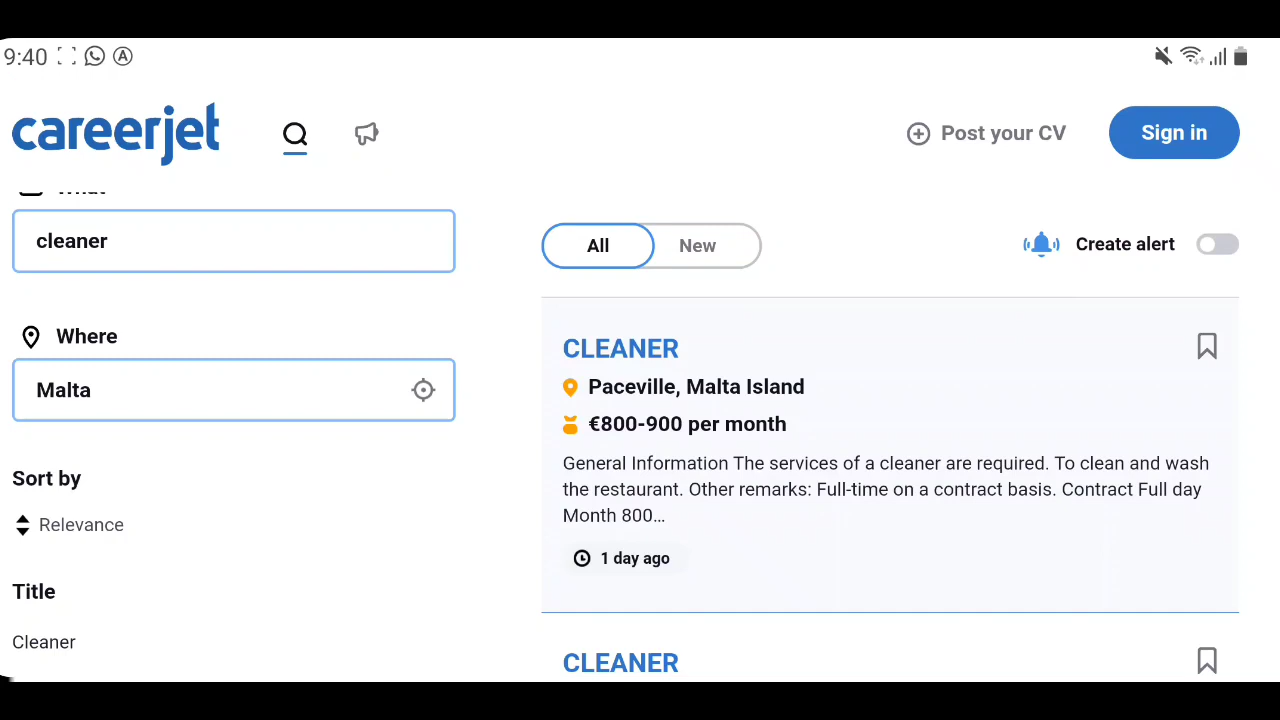 9:40
careerjet
Post your CV
Sign in
What
cleaner
Where
Malta
Sort by
Relevance
Title
Cleaner
All
New
Create alert
CLEANER
Paceville, Malta Island
€800-900 per month
General Information The services of a cleaner are required. To clean and wash
the restaurant. Other remarks: Full-time on a contract basis. Contract Full day
Month 800...
1 day ago
CLEANER